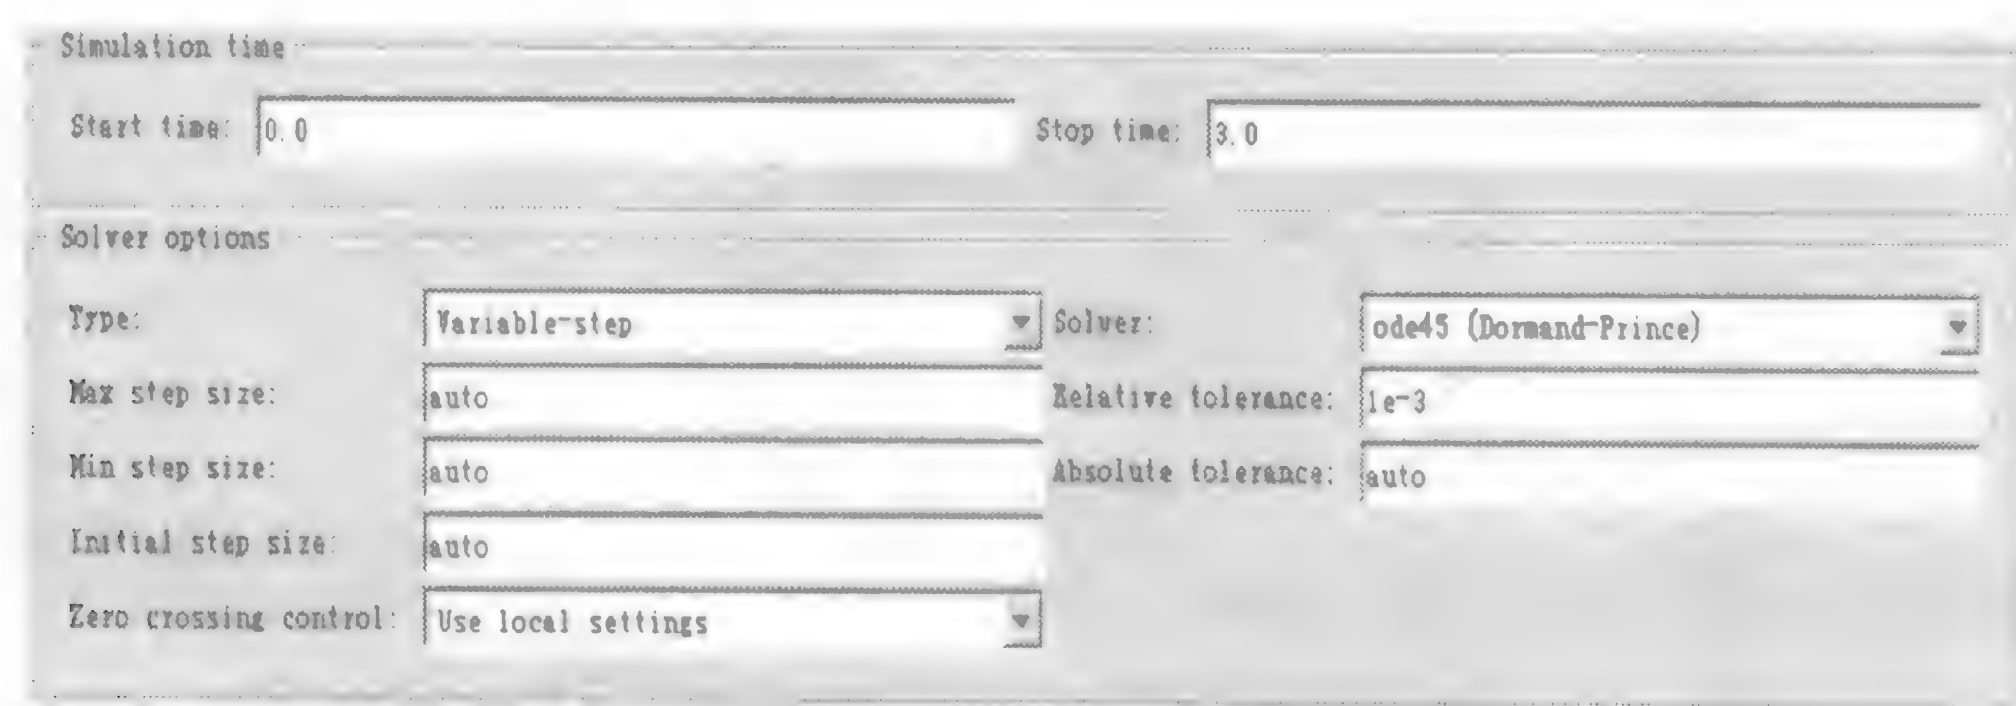 Simulation time
Start time: 0.0 Stop time: 3.0
Solver options
Type: Variable-step Solver: ode45 (Dormand-Prince)
Max step size: auto Relative tolerance: 1e-3
Min step size: auto Absolute tolerance: auto
Initial step size: auto
Zero crossing control: Use local settings